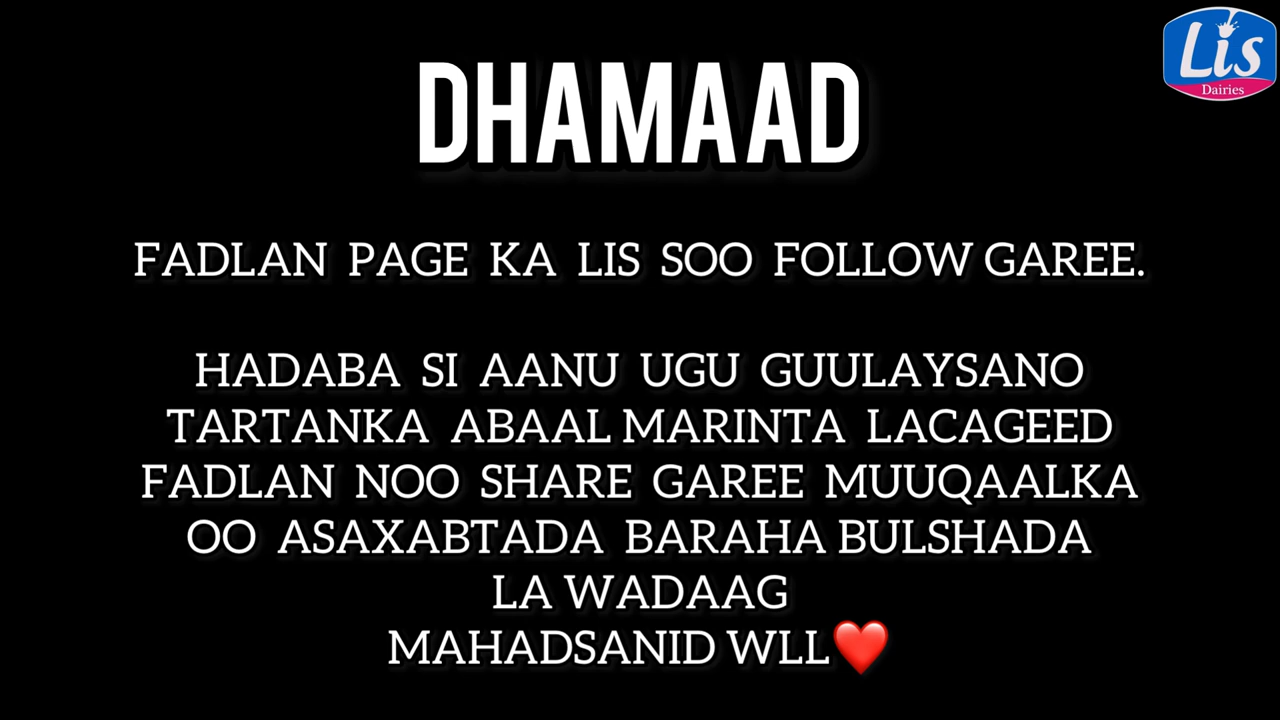 Lis
Dairies
DHAMAAD
FADLAN PAGE KA LIS SOO FOLLOW GAREE.
HADABA SI AANU UGU GUULAYSANO
TARTANKA ABAAL MARINTA LACAGEED
FADLAN NOO SHARE GAREE MUUQAALKA
OO ASAXABTADA BARAHA BULSHADA
LA WADAAG
MAHADSANID WLL❤️